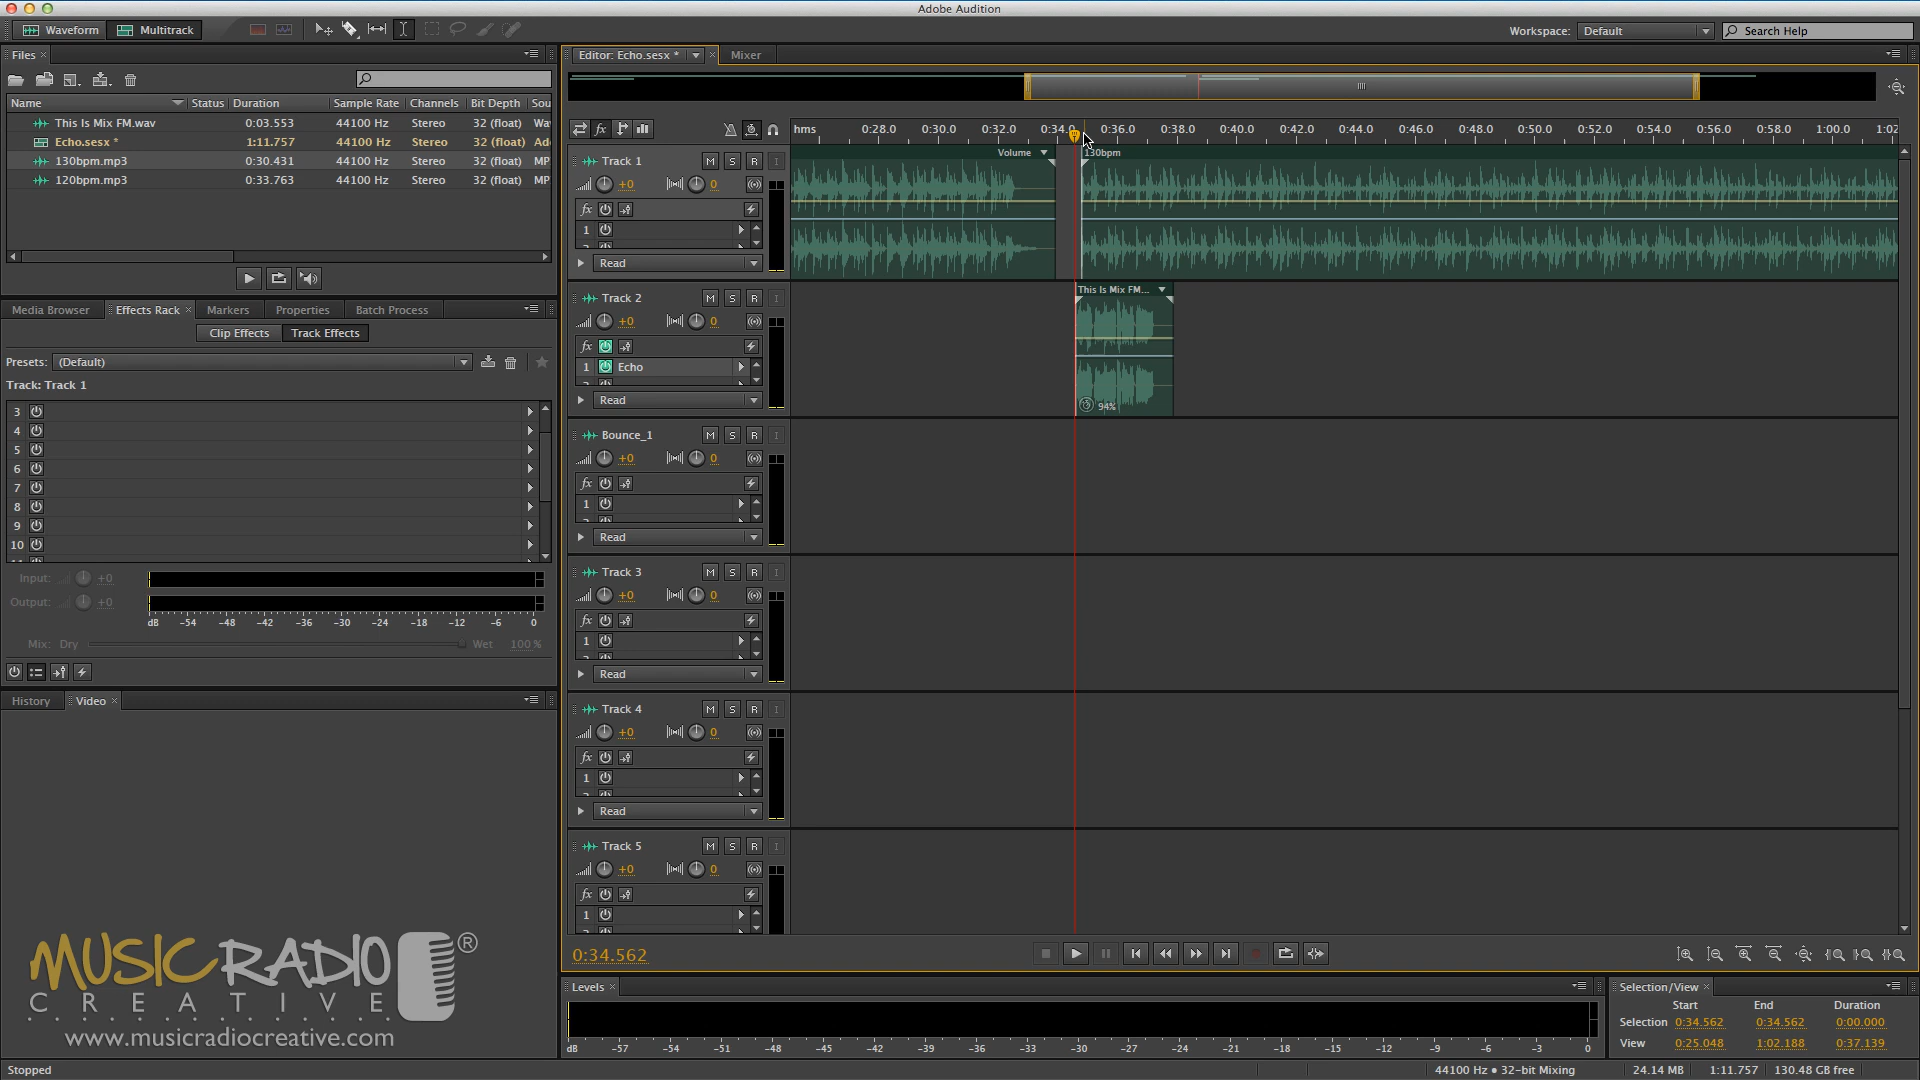 Adobe Audition
Waveform Multitrack Workspace: Default Search Help
Files × Editor: Echo.sesx * × Mixer
Name Status Duration Sample Rate Channels Bit Depth Sou
This Is Mix FM.wav 0:03.553 44100 Hz Stereo 32 (float) Wav
Echo.sesx * 1:11.757 44100 Hz Stereo 32 (float) Ad
130bpm.mp3 0:30.431 44100 Hz Stereo 32 (float) MP
120bpm.mp3 0:33.763 44100 Hz Stereo 32 (float) MP
Media Browser Effects Rack × Markers Properties Batch Process
Clip Effects Track Effects
Presets: (Default)
Track: Track 1
3
4
5
6
7
8
9
10
Input: +0
Output: +0
dB -54 -48 -42 -36 -30 -24 -18 -12 -6 0
Mix: Dry Wet 100 %
History Video ×
MUSIC RADIO ®
CREATIVE
www.musicradiocreative.com
fx
hms 0:28.0 0:30.0 0:32.0 0:34.0 0:36.0 0:38.0 0:40.0 0:42.0 0:44.0 0:46.0 0:48.0 0:50.0 0:52.0 0:54.0 0:56.0 0:58.0 1:00.0 1:02
Track 1 M S R I
+0 0
fx
1
Read
Volume 130bpm
Track 2 M S R I
+0 0
fx
1 Echo
Read
This Is Mix FM...
94%
Bounce_1 M S R I
+0 0
fx
1
Read
Track 3 M S R I
+0 0
fx
1
Read
Track 4 M S R I
+0 0
fx
1
Read
Track 5 M S R I
+0 0
fx
1
0:34.562
Levels ×
dB -57 -54 -51 -48 -45 -42 -39 -36 -33 -30 -27 -24 -21 -18 -15 -12 -9 -6 -3 0
Selection/View ×
Start End Duration
Selection 0:34.562 0:34.562 0:00.000
View 0:25.048 1:02.188 0:37.139
Stopped 44100 Hz • 32-bit Mixing 24.14 MB 1:11.757 130.48 GB free